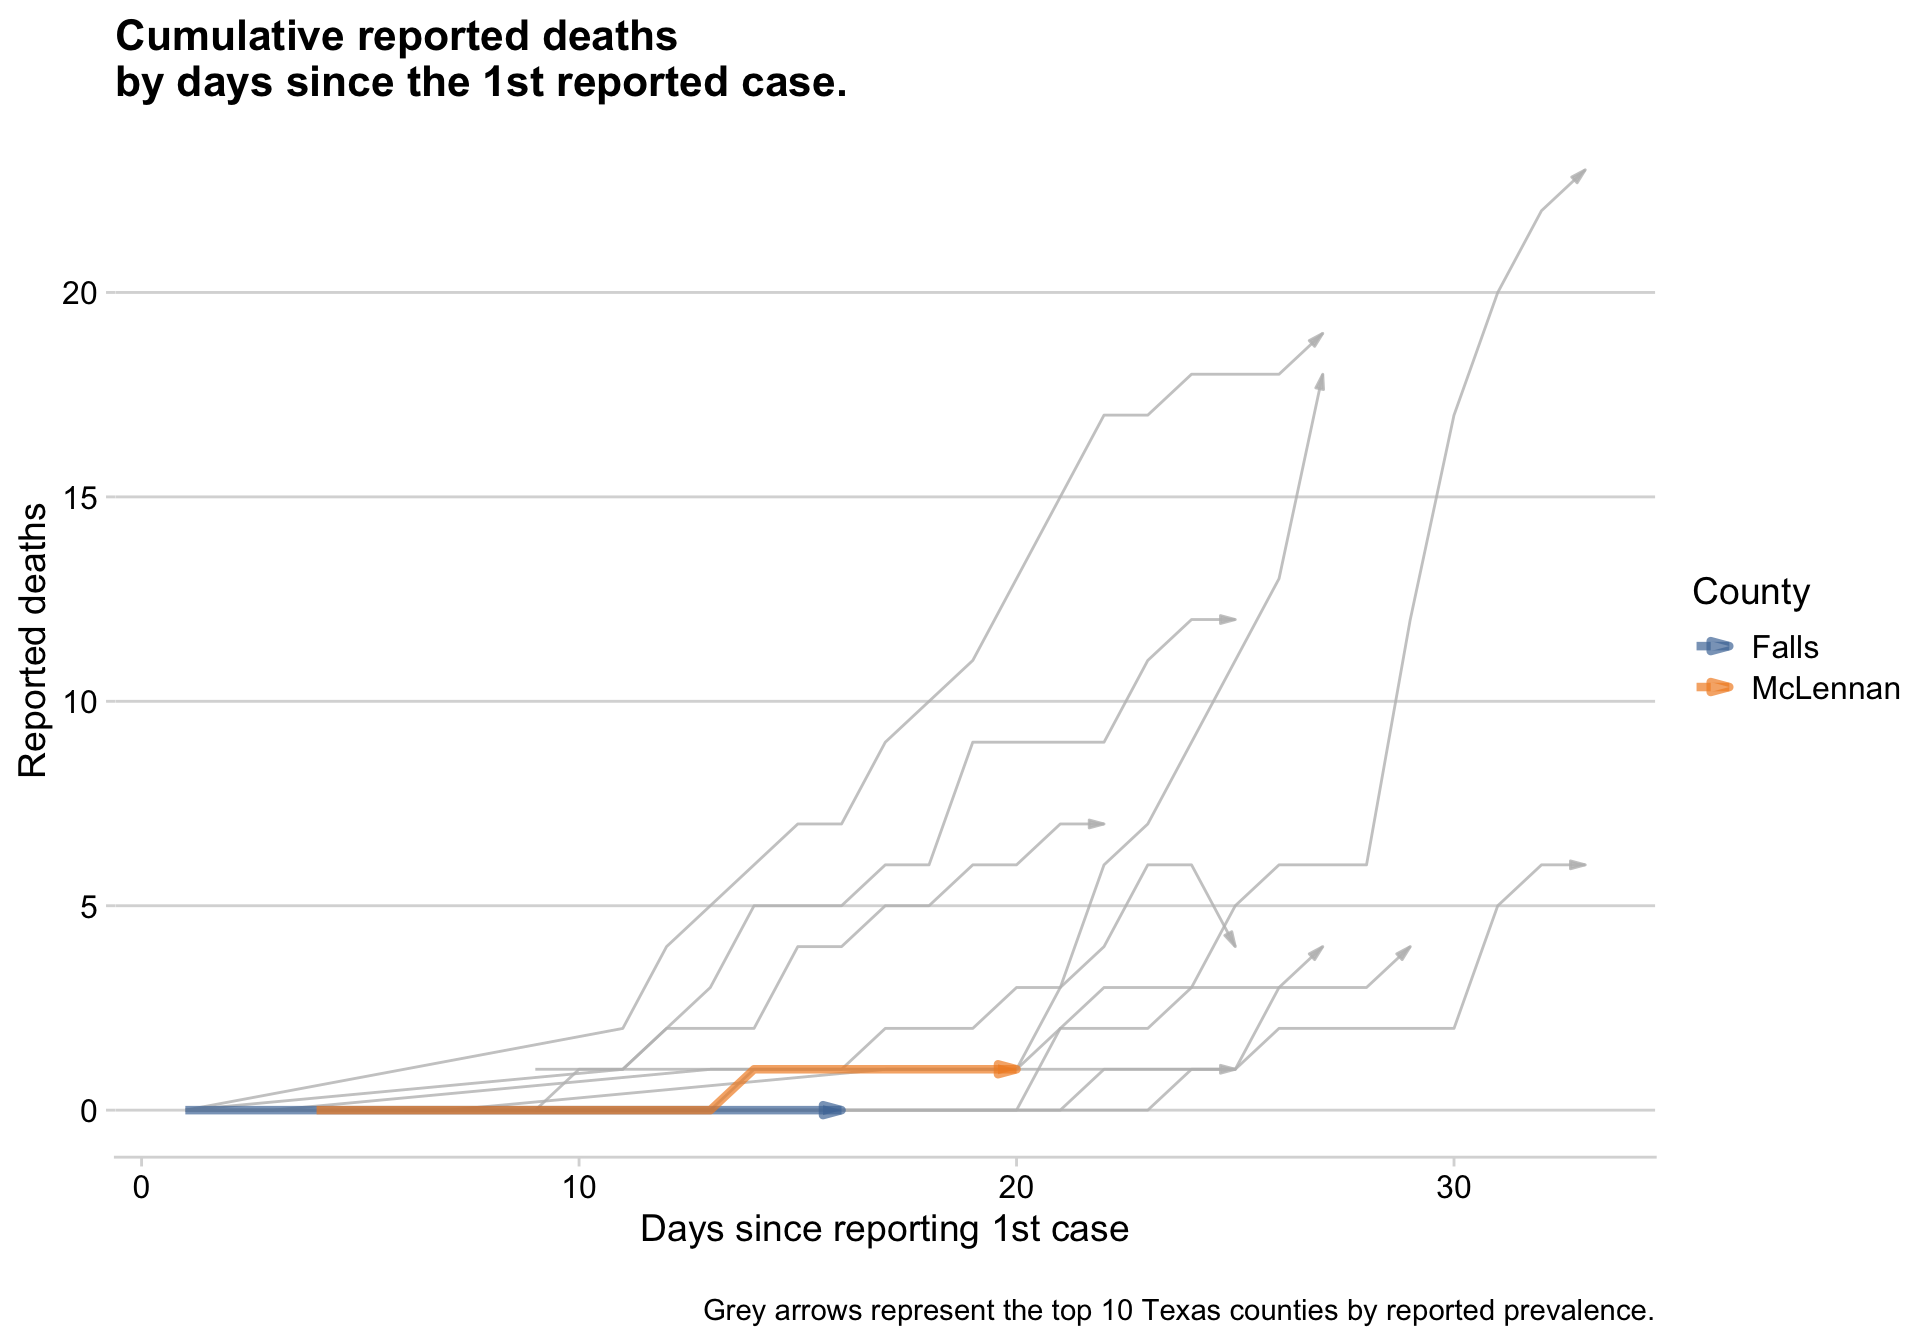 Cumulative reported deaths
by days since the 1st reported case.
Reported deaths
20
15
10
5
0
0 10 20 30
Days since reporting 1st case
County
Falls
McLennan
Grey arrows represent the top 10 Texas counties by reported prevalence.